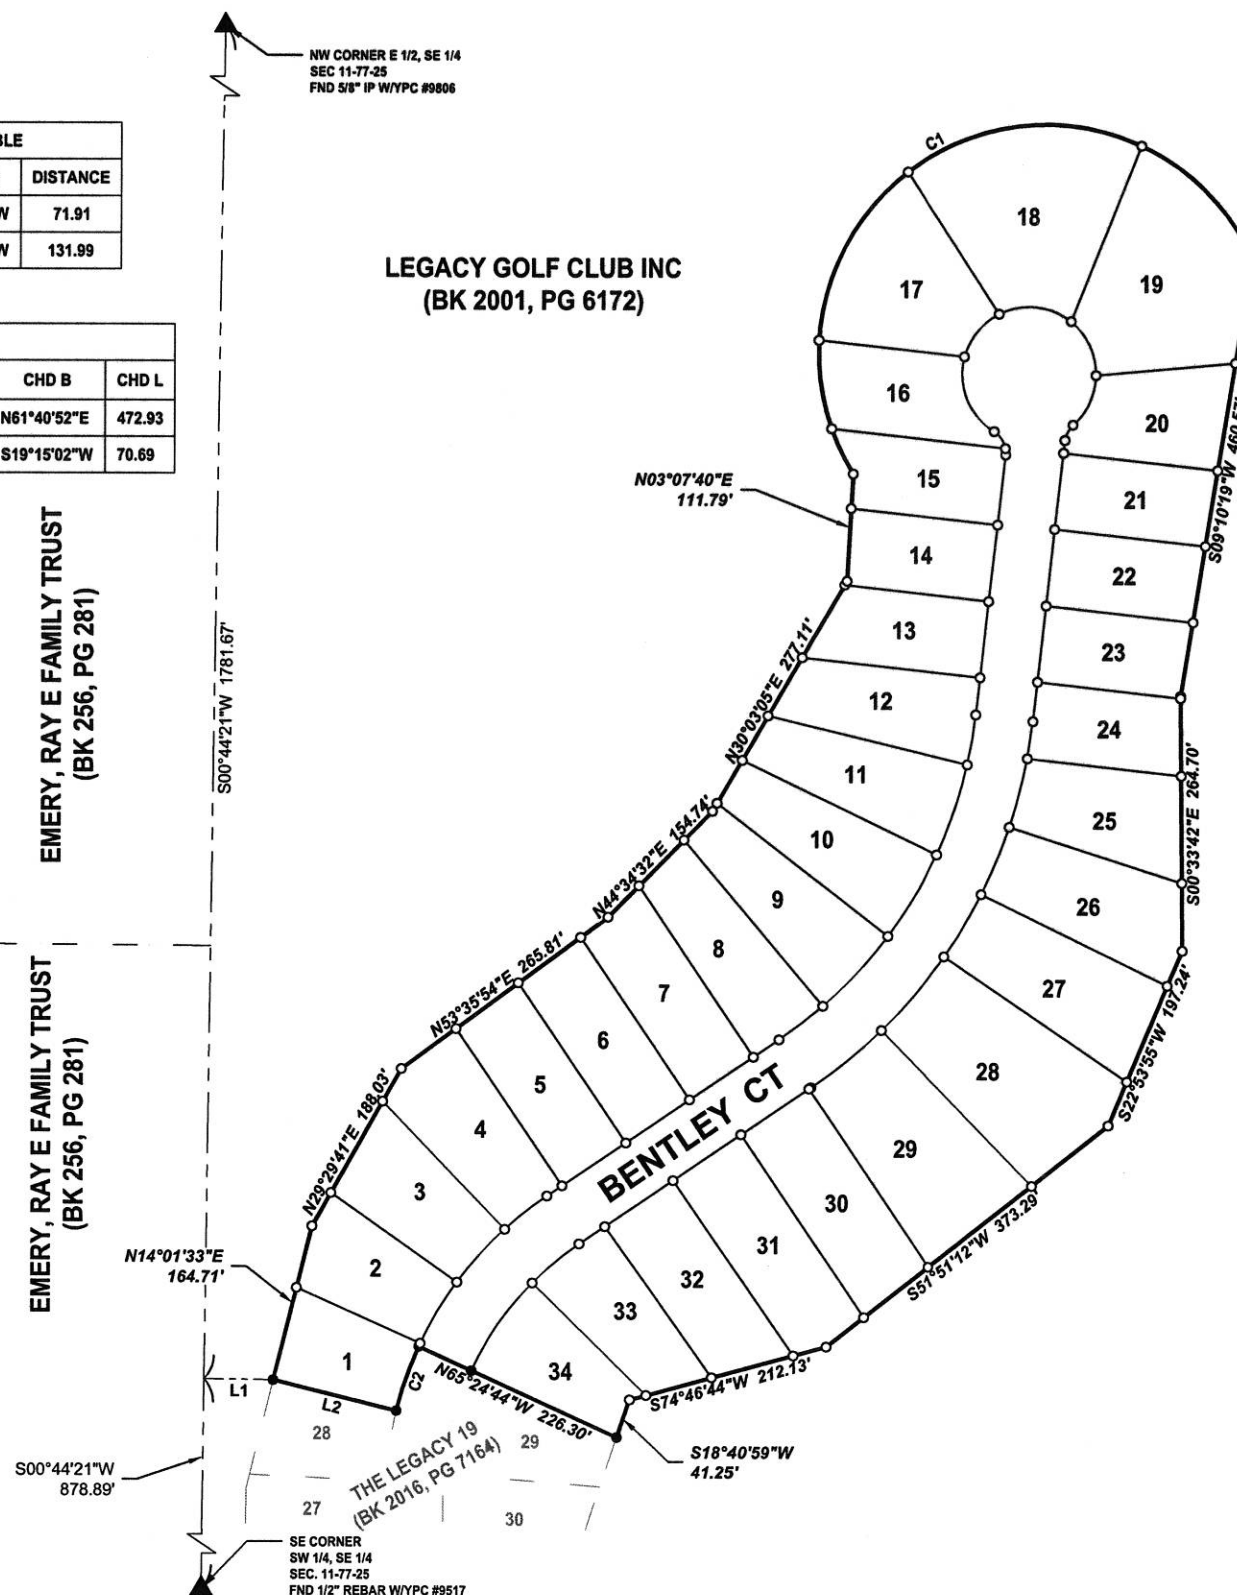 NW CORNER E 1/2, SE 1/4
SEC 11-77-25
FND 5/8" IP W/YPC #9806
BLE
DISTANCE
W 71.91
W 131.99
LEGACY GOLF CLUB INC
(BK 2001, PG 6172)
CHD B CHD L
N61°40'52"E 472.93
S19°15'02"W 70.69
C1
18
17
19
16
20
15
N03°07'40"E
111.79'
S09°10'19"W 460.57'
21
14
22
13
23
12
24
11
25
10
26
9
27
8
7
28
6
5
29
4
30
3
31
2
32
33
1
34
EMERY, RAY E FAMILY TRUST
(BK 256, PG 281)
S00°44'21"W 1781.67'
N30°03'05"E 277.11'
N44°34'32"E 154.74'
N53°35'54"E 265.81'
N29°29'41"E 188.03'
S00°33'42"E 264.70'
S22°53'55"W 197.24'
BENTLEY CT
EMERY, RAY E FAMILY TRUST
(BK 256, PG 281)
N14°01'33"E
164.71'
S51°51'12"W 373.29'
S74°46'44"W 212.13'
L1
L2
C2
N65°24'44"W 226.30'
S18°40'59"W
41.25'
28
29
THE LEGACY 19
(BK 2016, PG 7164)
27
30
S00°44'21"W
878.89'
SE CORNER
SW 1/4, SE 1/4
SEC. 11-77-25
FND 1/2" REBAR W/YPC #9517